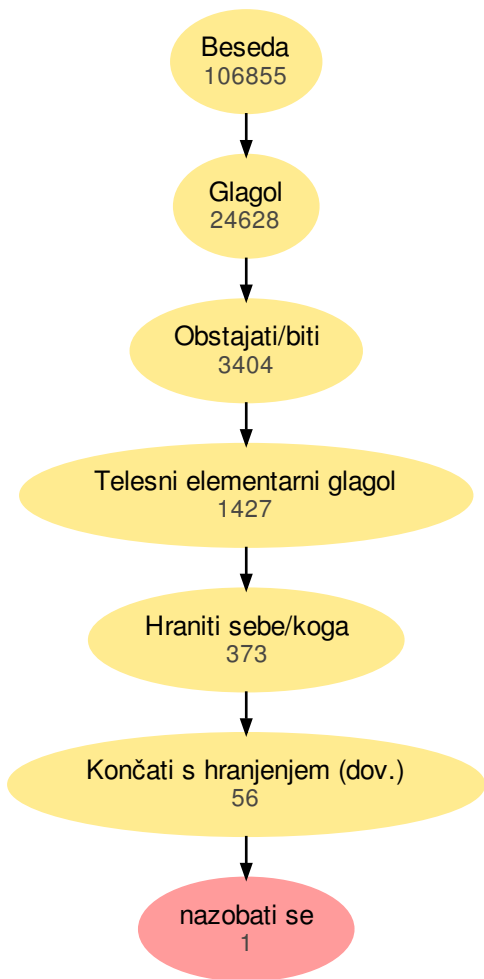 Beseda
106855
Glagol
24628
Obstajati/biti
3404
Telesni elementarni glagol
1427
Hraniti sebe/koga
373
Končati s hranjenjem (dov.)
56
nazobati se
1